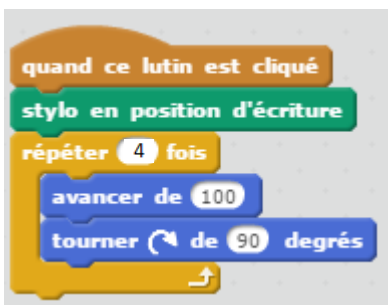 quand ce lutin est cliqué
stylo en position d'écriture
répéter 4 fois
avancer de 100
tourner de 90 degrés